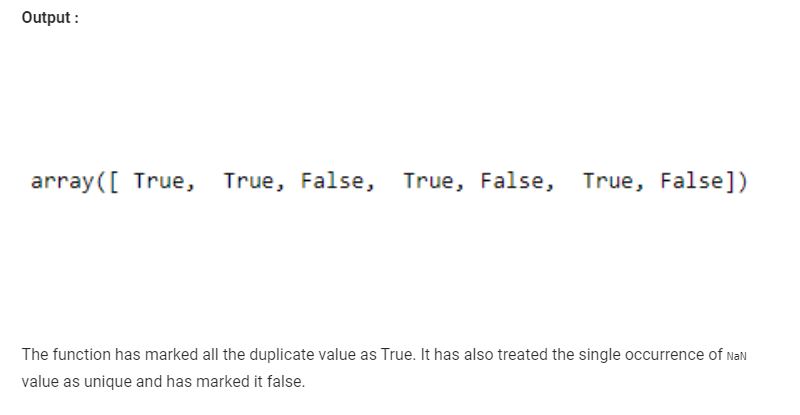 Output :
array([ True,  True, False,  True, False,  True, False])
The function has marked all the duplicate value as True. It has also treated the single occurrence of NaN
value as unique and has marked it false.